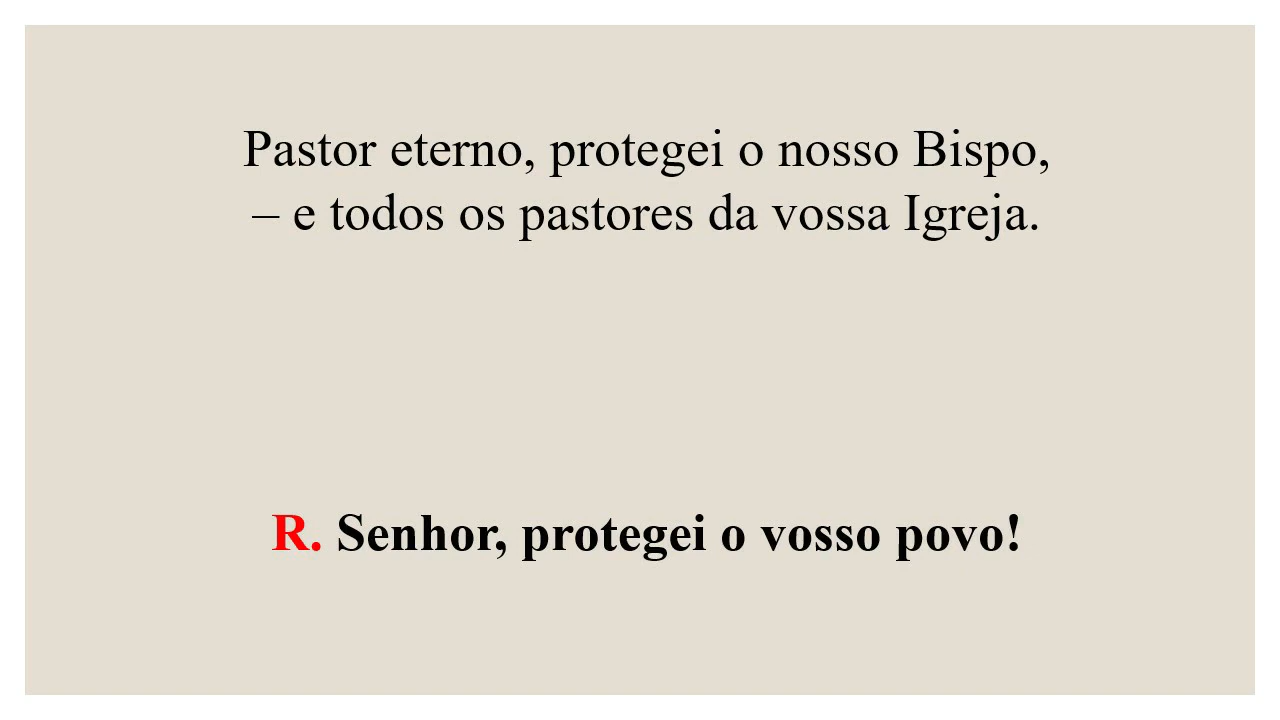 Pastor eterno, protegei o nosso Bispo,
– e todos os pastores da vossa Igreja.
R. Senhor, protegei o vosso povo!